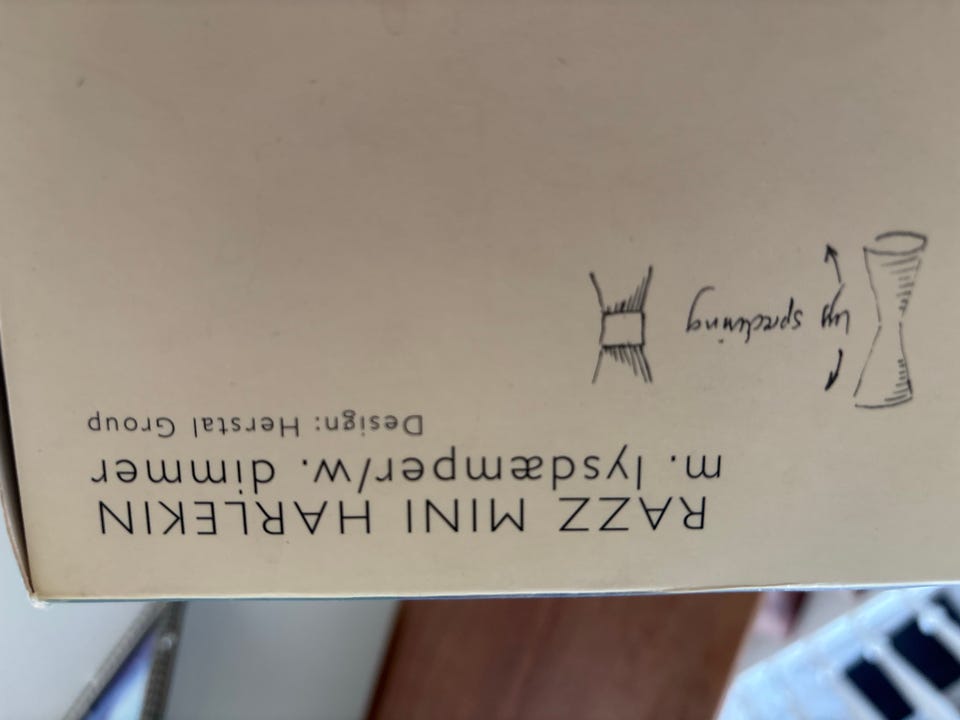 RAZZ MINI HARLEKIN
m. lysdæmper/w. dimmer
Design: Herstal Group
lys spredning